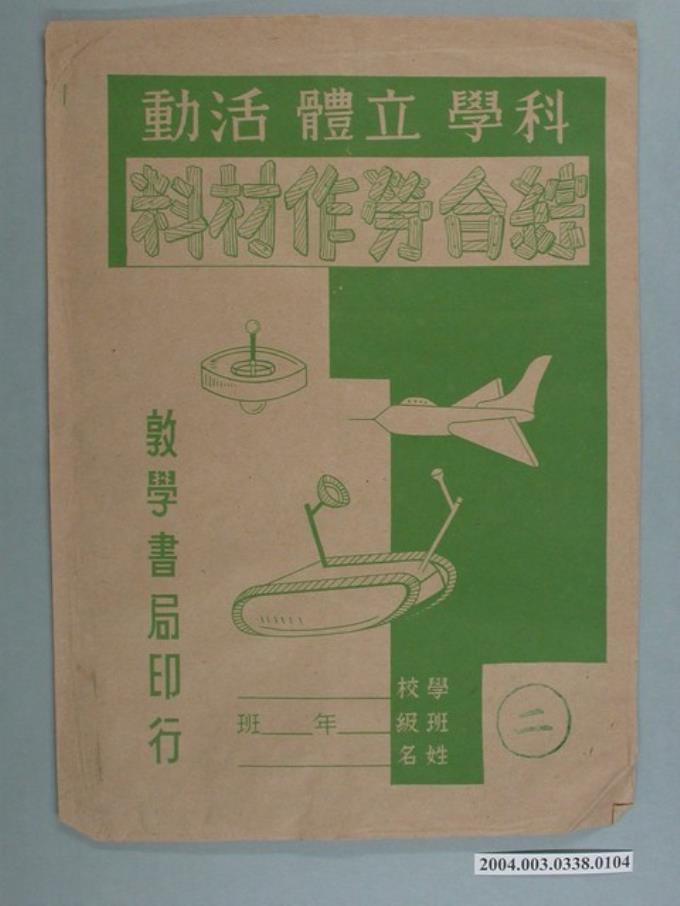 科學 立體 活動
綜合勞作材料
敦學書局印行
學校
班級 年 班
姓名
二
2004.003.0338.0104